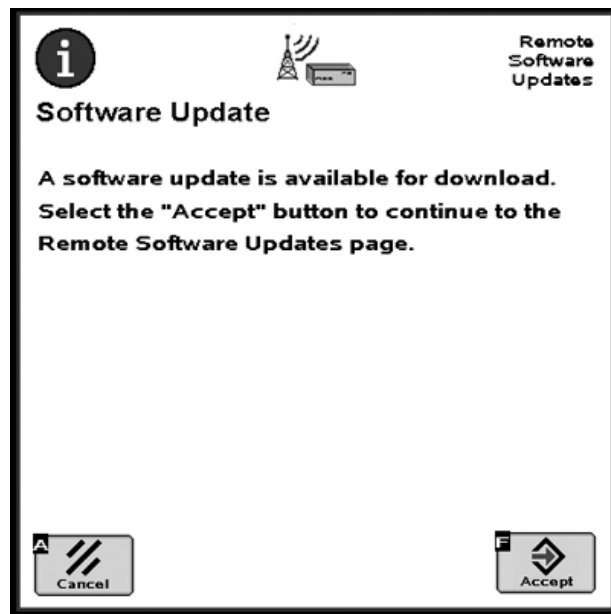 i
Remote
Software
Updates
Software Update
A software update is available for download.
Select the "Accept" button to continue to the
Remote Software Updates page.
A
Cancel
F
Accept